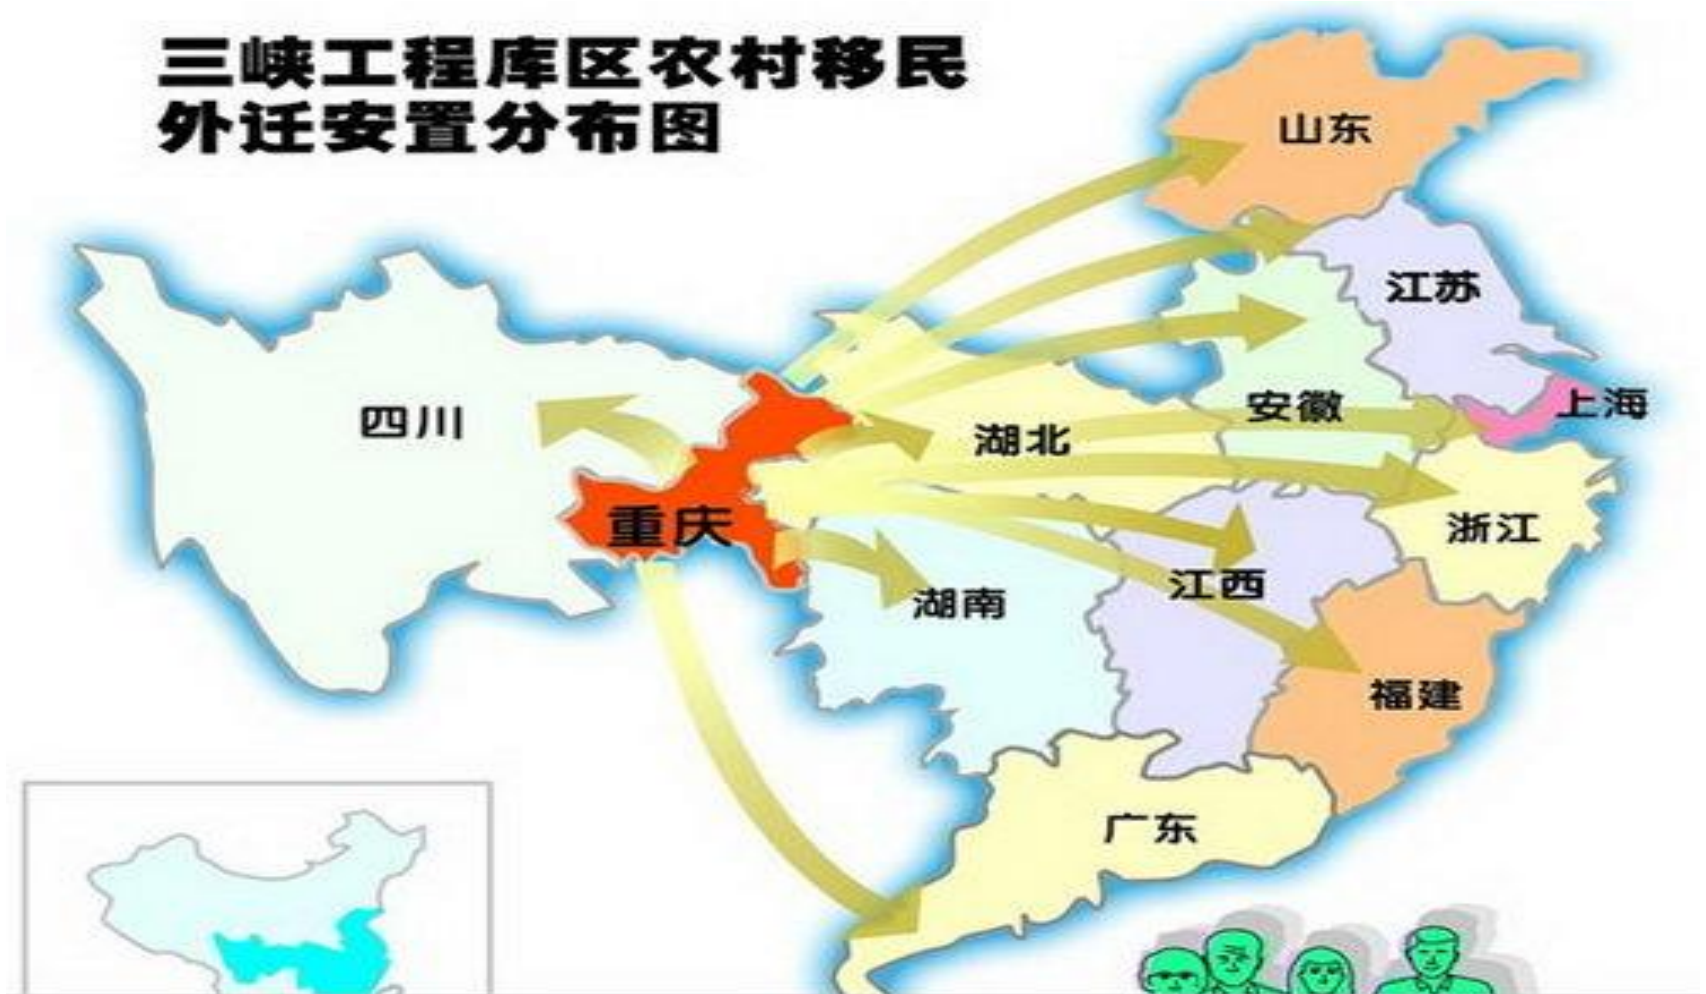 三峡工程库区农村移民
外迁安置分布图
山东
江苏
上海
安徽
四川
湖北
重庆
浙江
江西
湖南
福建
广东